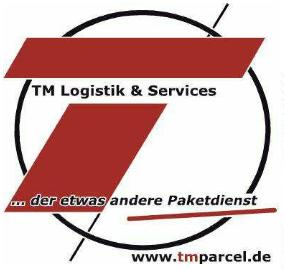 TM Logistik & Services
... der etwas andere Paketdienst
www.tmparcel.de